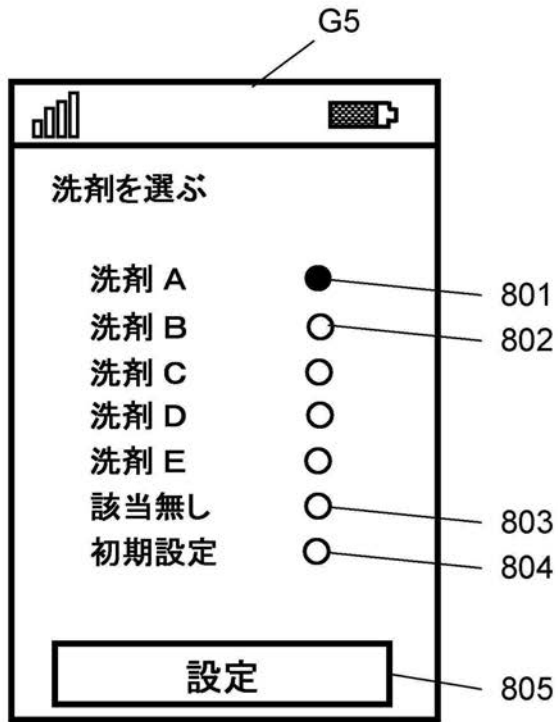 G5
洗剤を選ぶ
洗剤 A
801
洗剤 B
802
洗剤 C
洗剤 D
洗剤 E
該当無し
803
初期設定
804
設定
805